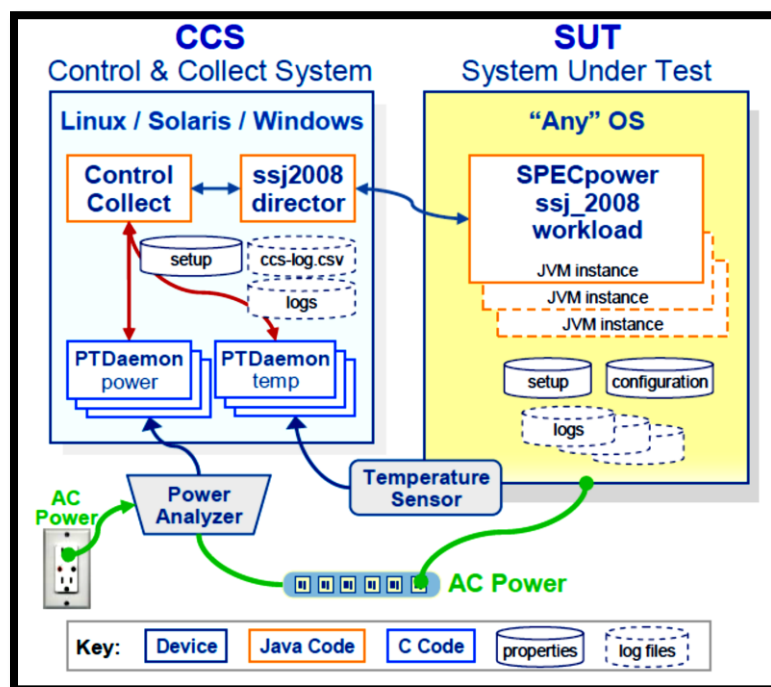 CCS
Control & Collect System
SUT
System Under Test
Linux / Solaris / Windows
Control
Collect
ssj2008
director
setup
ccs-log.csv
logs
PTDaemon
power
PTDaemon
temp
“Any” OS
SPECpower
ssj_2008
workload
JVM instance
JVM instance
JVM instance
setup
configuration
logs
Temperature
Sensor
Power
Analyzer
AC
Power
AC Power
Key:
Device
Java Code
C Code
properties
log files